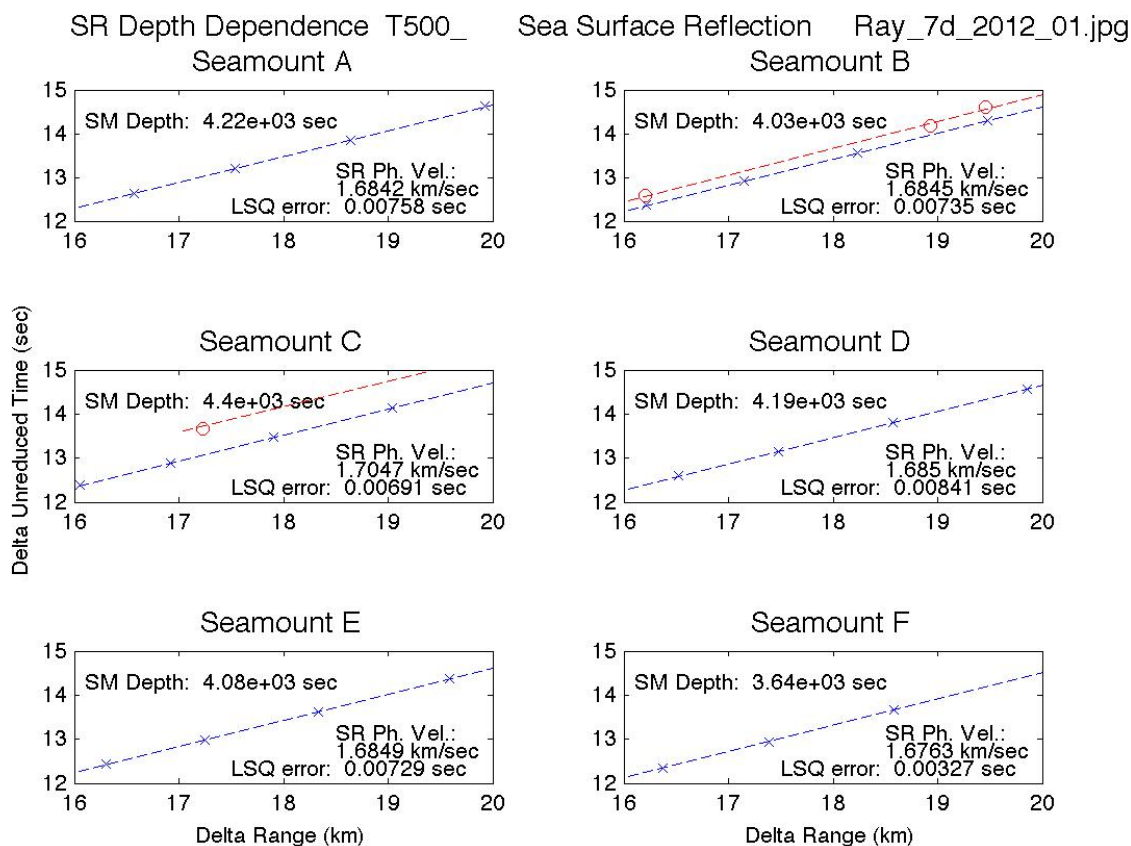 SR Depth Dependence  T500_  Sea Surface Reflection  Ray_7d_2012_01.jpg
Seamount A
15
14
13
12
16 17 18 19 20
SM Depth:  4.22e+03 sec
SR Ph. Vel.:
1.6842 km/sec
LSQ error:  0.00758 sec
Seamount B
15
14
13
12
16 17 18 19 20
SM Depth:  4.03e+03 sec
SR Ph. Vel.:
1.6845 km/sec
LSQ error:  0.00735 sec
Delta Unreduced Time (sec)
Seamount C
15
14
13
12
16 17 18 19 20
SM Depth:  4.4e+03 sec
SR Ph. Vel.:
1.7047 km/sec
LSQ error:  0.00691 sec
Seamount D
15
14
13
12
16 17 18 19 20
SM Depth:  4.19e+03 sec
SR Ph. Vel.:
1.685 km/sec
LSQ error:  0.00841 sec
Seamount E
15
14
13
12
16 17 18 19 20
SM Depth:  4.08e+03 sec
SR Ph. Vel.:
1.6849 km/sec
LSQ error:  0.00729 sec
Delta Range (km)
Seamount F
15
14
13
12
16 17 18 19 20
SM Depth:  3.64e+03 sec
SR Ph. Vel.:
1.6763 km/sec
LSQ error:  0.00327 sec
Delta Range (km)